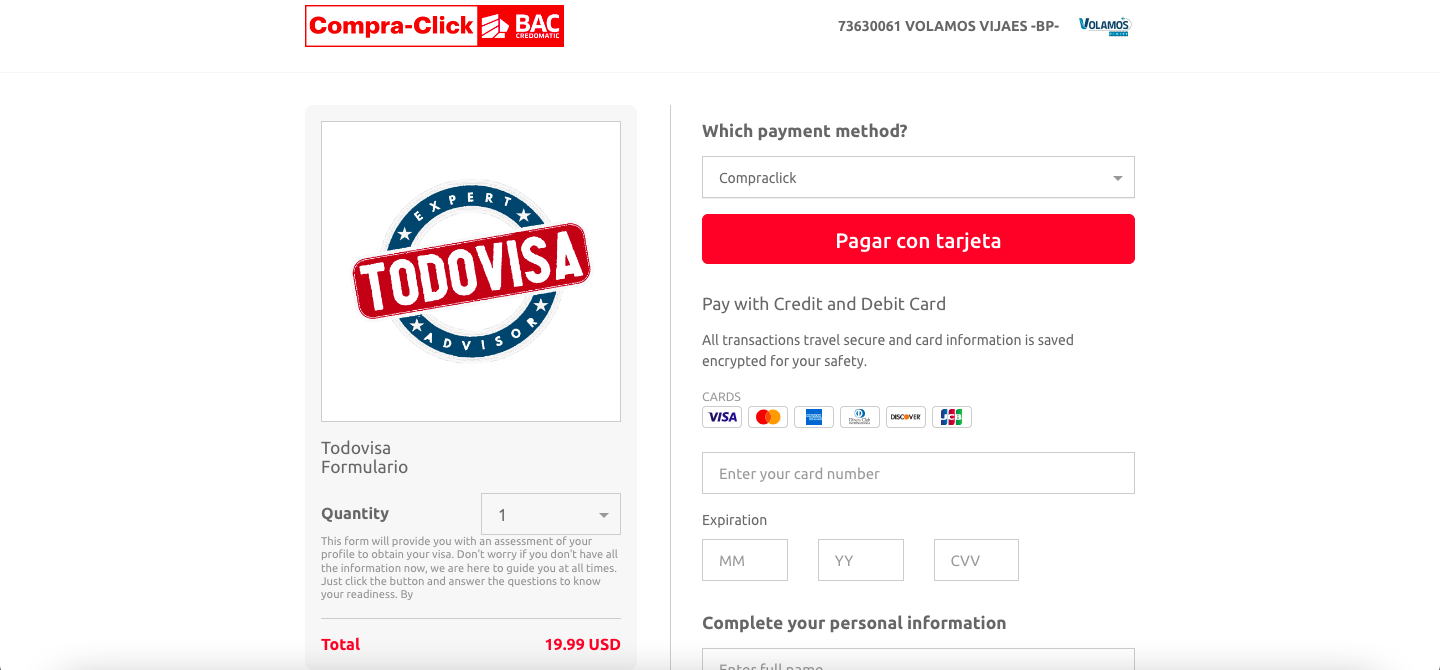 Compra-Click
BAC
CREDOMATIC
73630061 VOLAMOS VIJAES -BP-
VOLAMOS
EXPERT
TODOVISA
ADVISOR
Todovisa
Formulario
Quantity
1
This form will provide you with an assessment of your
profile to obtain your visa. Don't worry if you don't have all
the information now, we are here to guide you at all times.
Just click the button and answer the questions to know
your readiness. By
Total
19.99 USD
Which payment method?
Compraclick
Pagar con tarjeta
Pay with Credit and Debit Card
All transactions travel secure and card information is saved
encrypted for your safety.
CARDS
VISA
DISCOVER
JCB
Enter your card number
Expiration
MM
YY
CVV
Complete your personal information
Enter full name